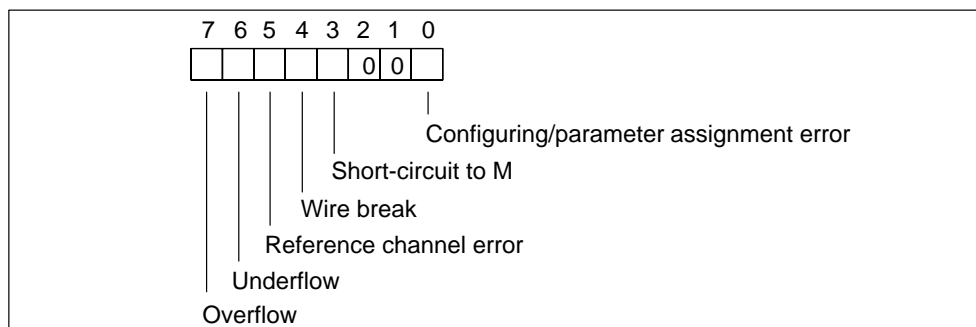 7 6 5 4 3 2 1 0
0 0
Configuring/parameter assignment error
Short-circuit to M
Wire break
Reference channel error
Underflow
Overflow